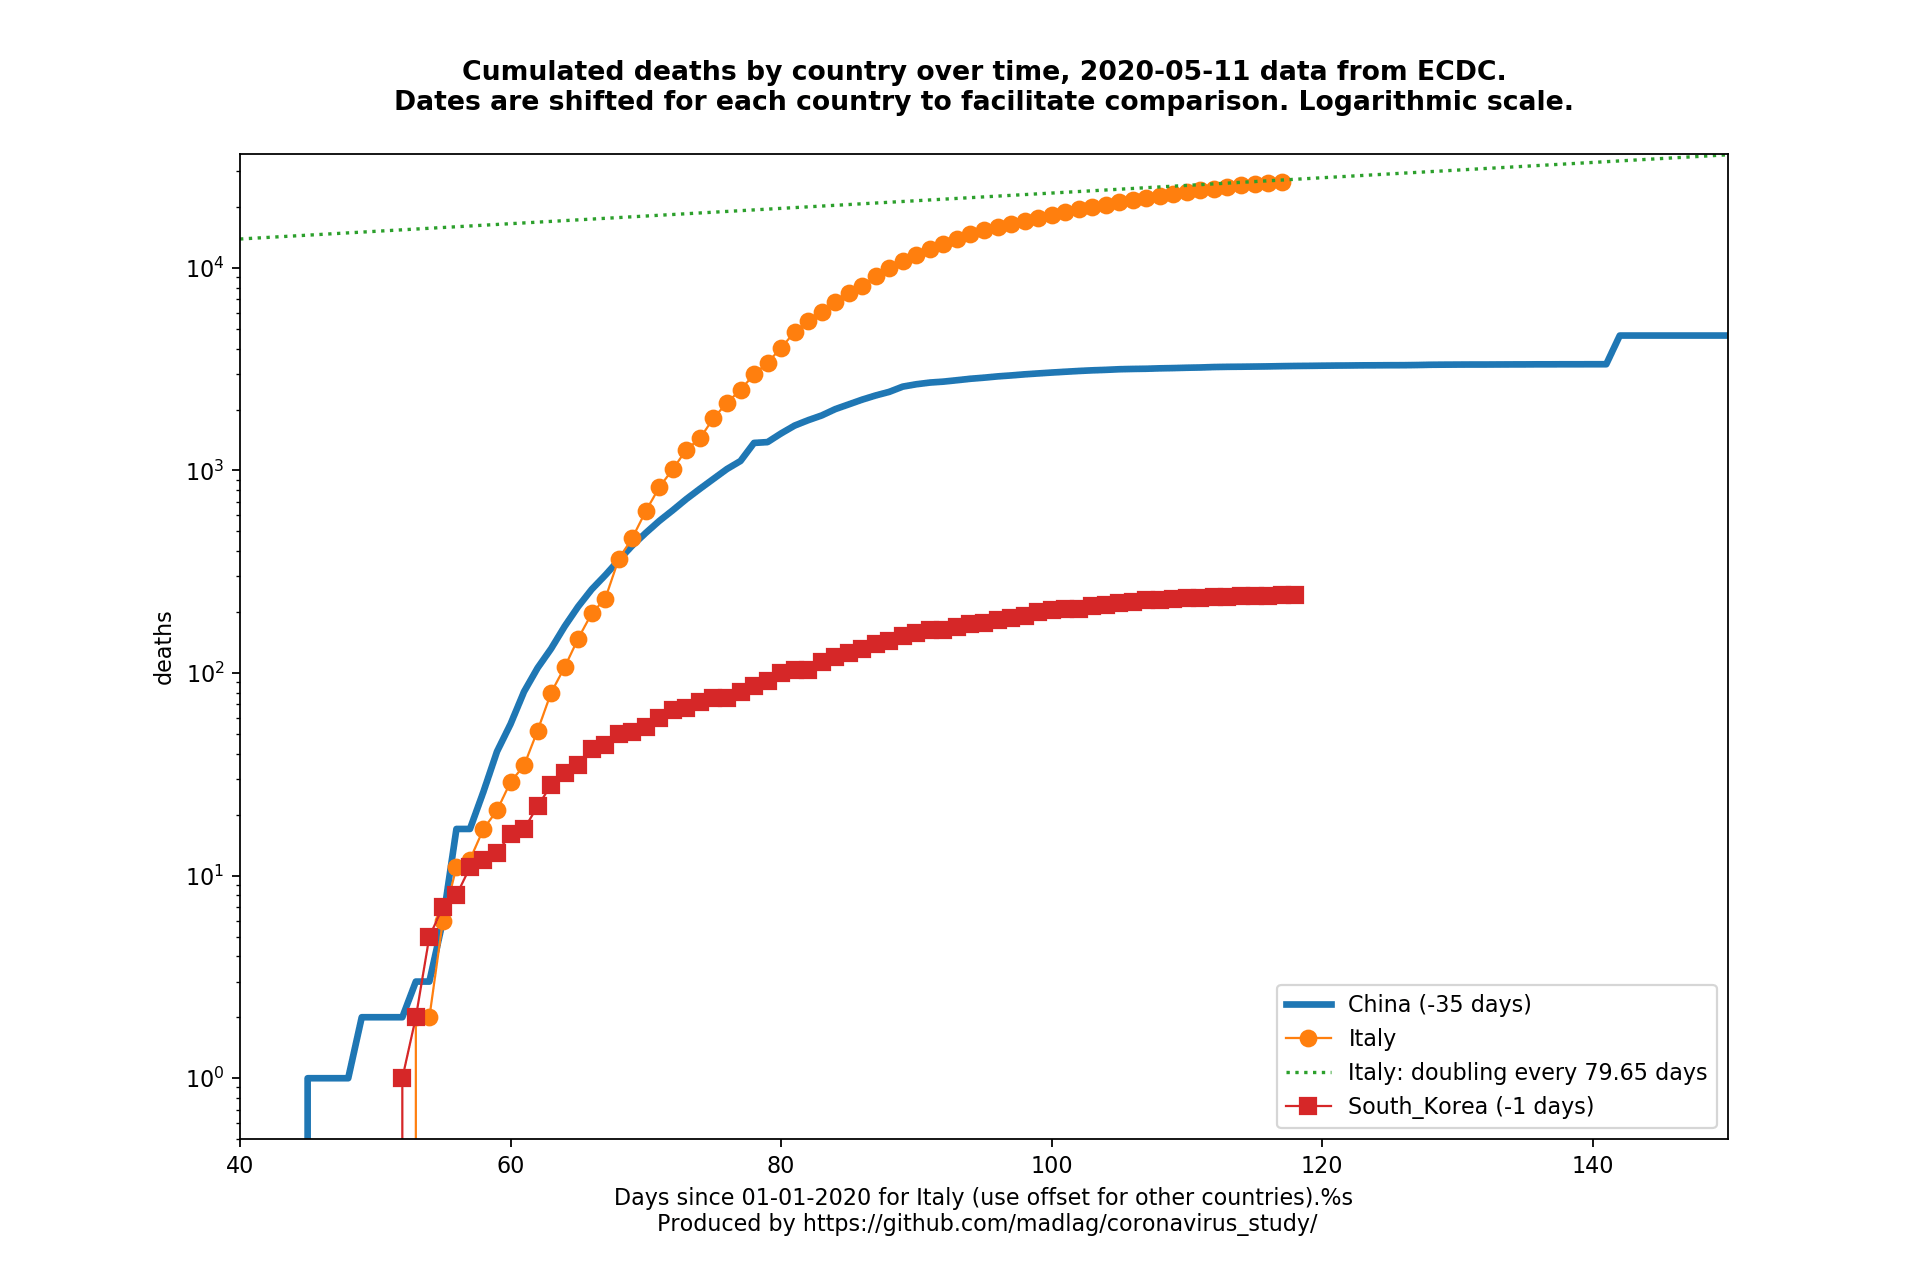 Cumulated deaths by country over time, 2020-05-11 data from ECDC.
Dates are shifted for each country to facilitate comparison. Logarithmic scale.
10⁴
10³
10²
10¹
10⁰
deaths
China (-35 days)
Italy
Italy: doubling every 79.65 days
South_Korea (-1 days)
40 60 80 100 120 140
Days since 01-01-2020 for Italy (use offset for other countries).%s
Produced by https://github.com/madlag/coronavirus_study/